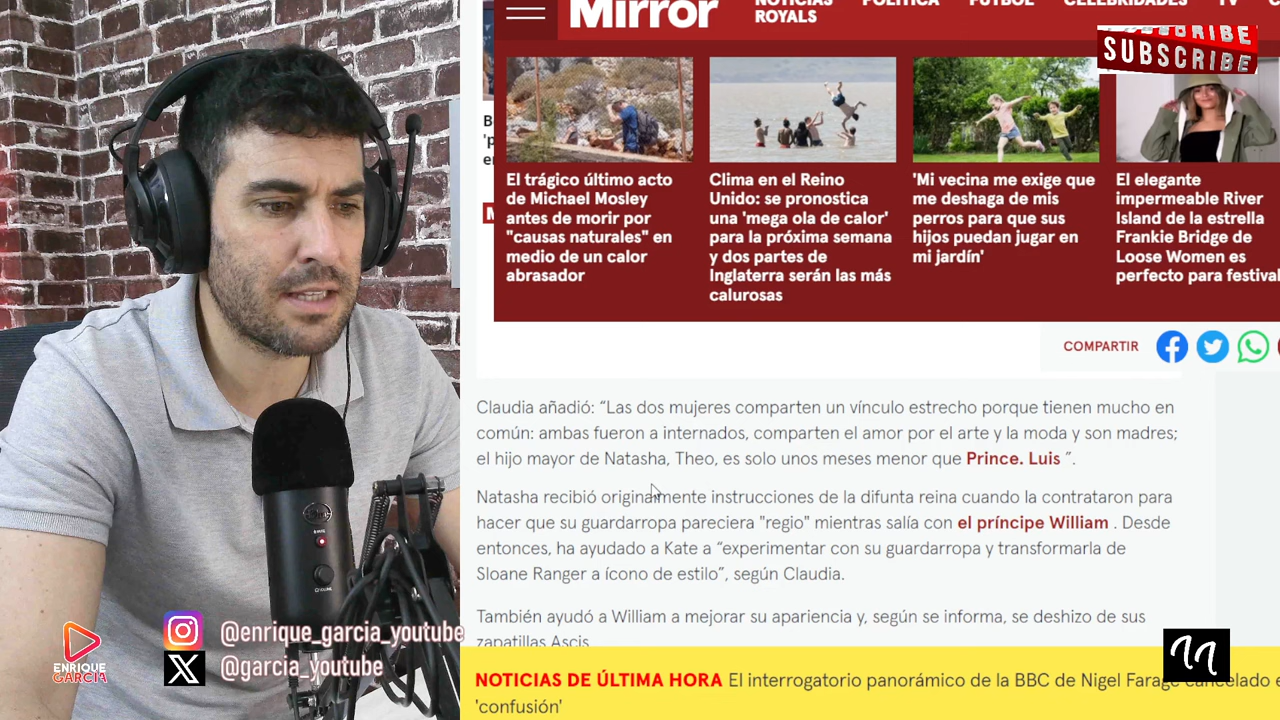 Mirror
NOTICIAS
ROYALS
POLÍTICA
FÚTBOL
CELEBRIDADES
TV
SUBSCRIBE
El trágico último acto
de Michael Mosley
antes de morir por
"causas naturales" en
medio de un calor
abrasador
Clima en el Reino
Unido: se pronostica
una 'mega ola de calor'
para la próxima semana
y dos partes de
Inglaterra serán las más
calurosas
'Mi vecina me exige que
me deshaga de mis
perros para que sus
hijos puedan jugar en
mi jardín'
El elegante
impermeable River
Island de la estrella
Frankie Bridge de
Loose Women es
perfecto para festival
COMPARTIR
Claudia añadió: “Las dos mujeres comparten un vínculo estrecho porque tienen mucho en
común: ambas fueron a internados, comparten el amor por el arte y la moda y son madres;
el hijo mayor de Natasha, Theo, es solo unos meses menor que Prince. Luis ”.
Natasha recibió originalmente instrucciones de la difunta reina cuando la contrataron para
hacer que su guardarropa pareciera "regio" mientras salía con el príncipe William . Desde
entonces, ha ayudado a Kate a “experimentar con su guardarropa y transformarla de
Sloane Ranger a ícono de estilo”, según Claudia.
También ayudó a William a mejorar su apariencia y, según se informa, se deshizo de sus
zapatillas Ascis
NOTICIAS DE ÚLTIMA HORA El interrogatorio panorámico de la BBC de Nigel Farage cancelado e
'confusión'
@enrique_garcia_youtube
@garcia_youtube
ENRIQUE
GARCIA